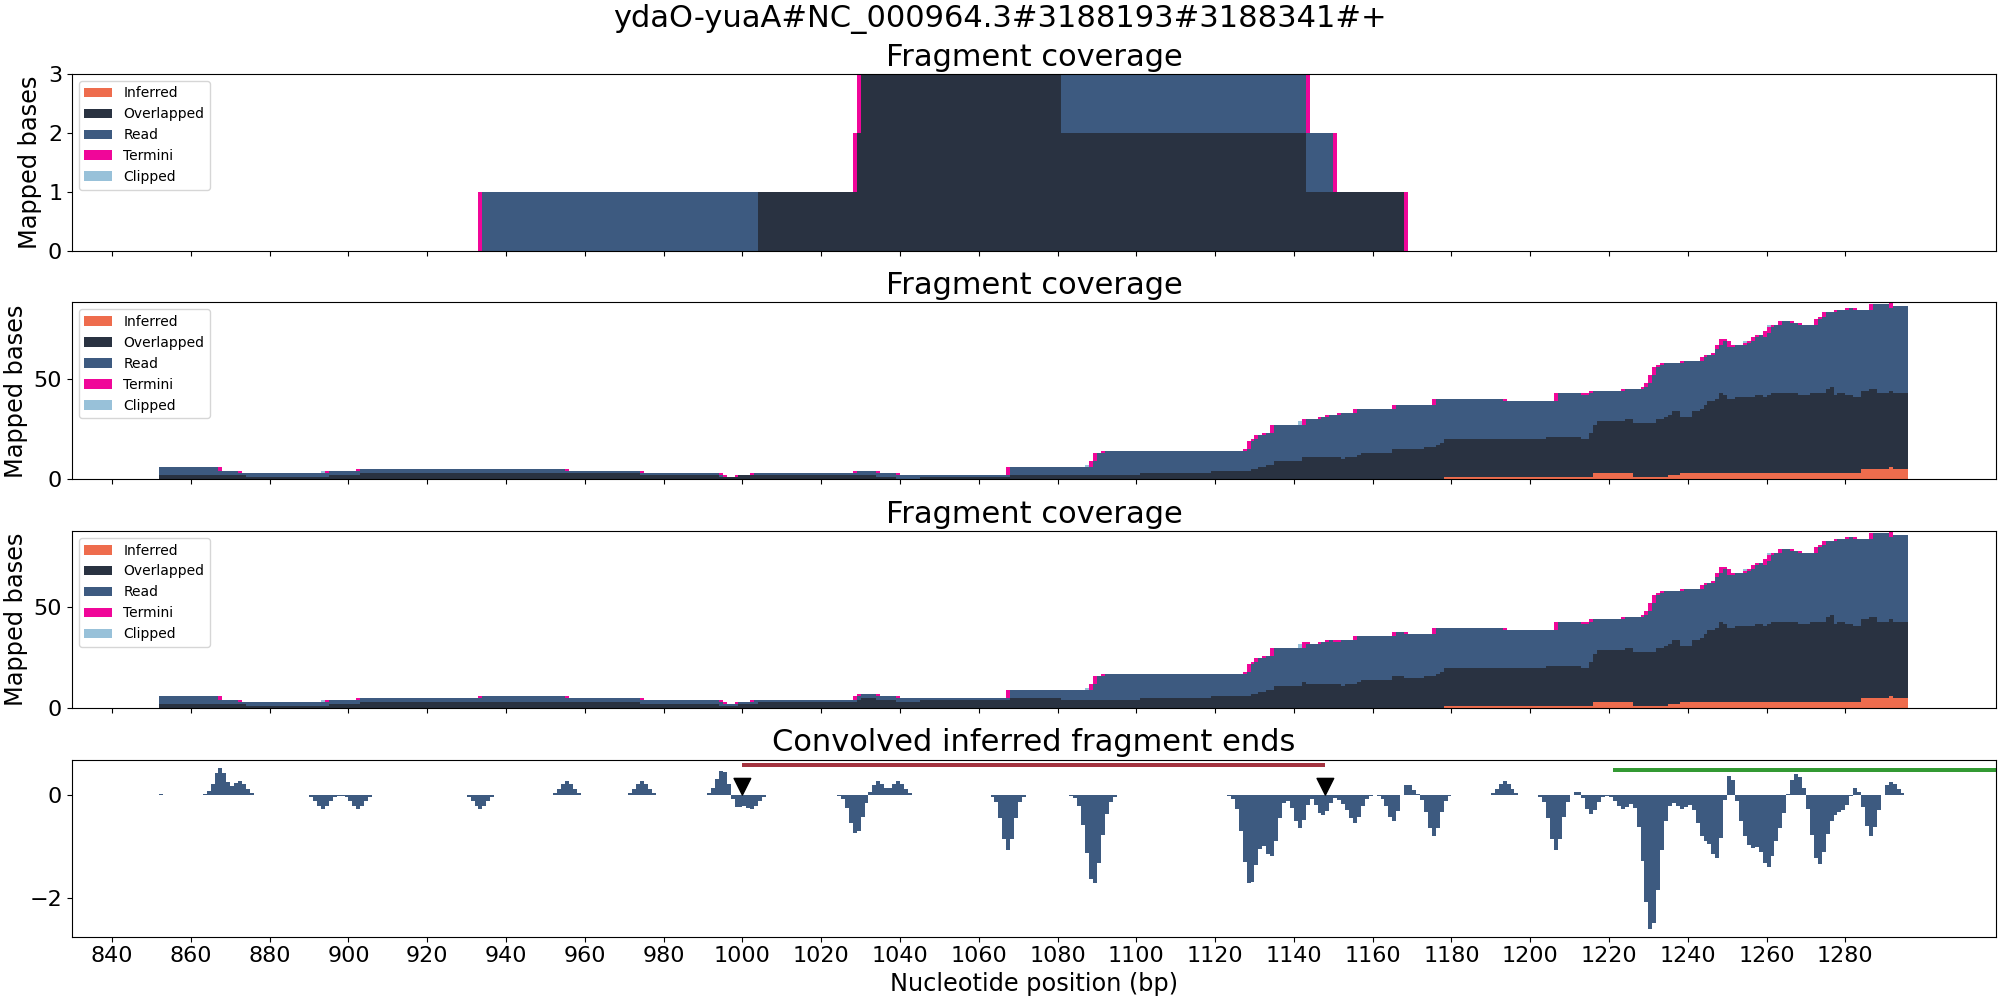 ydaO-yuaA#NC_000964.3#3188193#3188341#+
Fragment coverage
Mapped bases
3
2
1
0
Inferred
Overlapped
Read
Termini
Clipped
Fragment coverage
Mapped bases
50
0
Inferred
Overlapped
Read
Termini
Clipped
Fragment coverage
Mapped bases
50
0
Inferred
Overlapped
Read
Termini
Clipped
Convolved inferred fragment ends
0
−2
840 860 880 900 920 940 960 980 1000 1020 1040 1060 1080 1100 1120 1140 1160 1180 1200 1220 1240 1260 1280
Nucleotide position (bp)